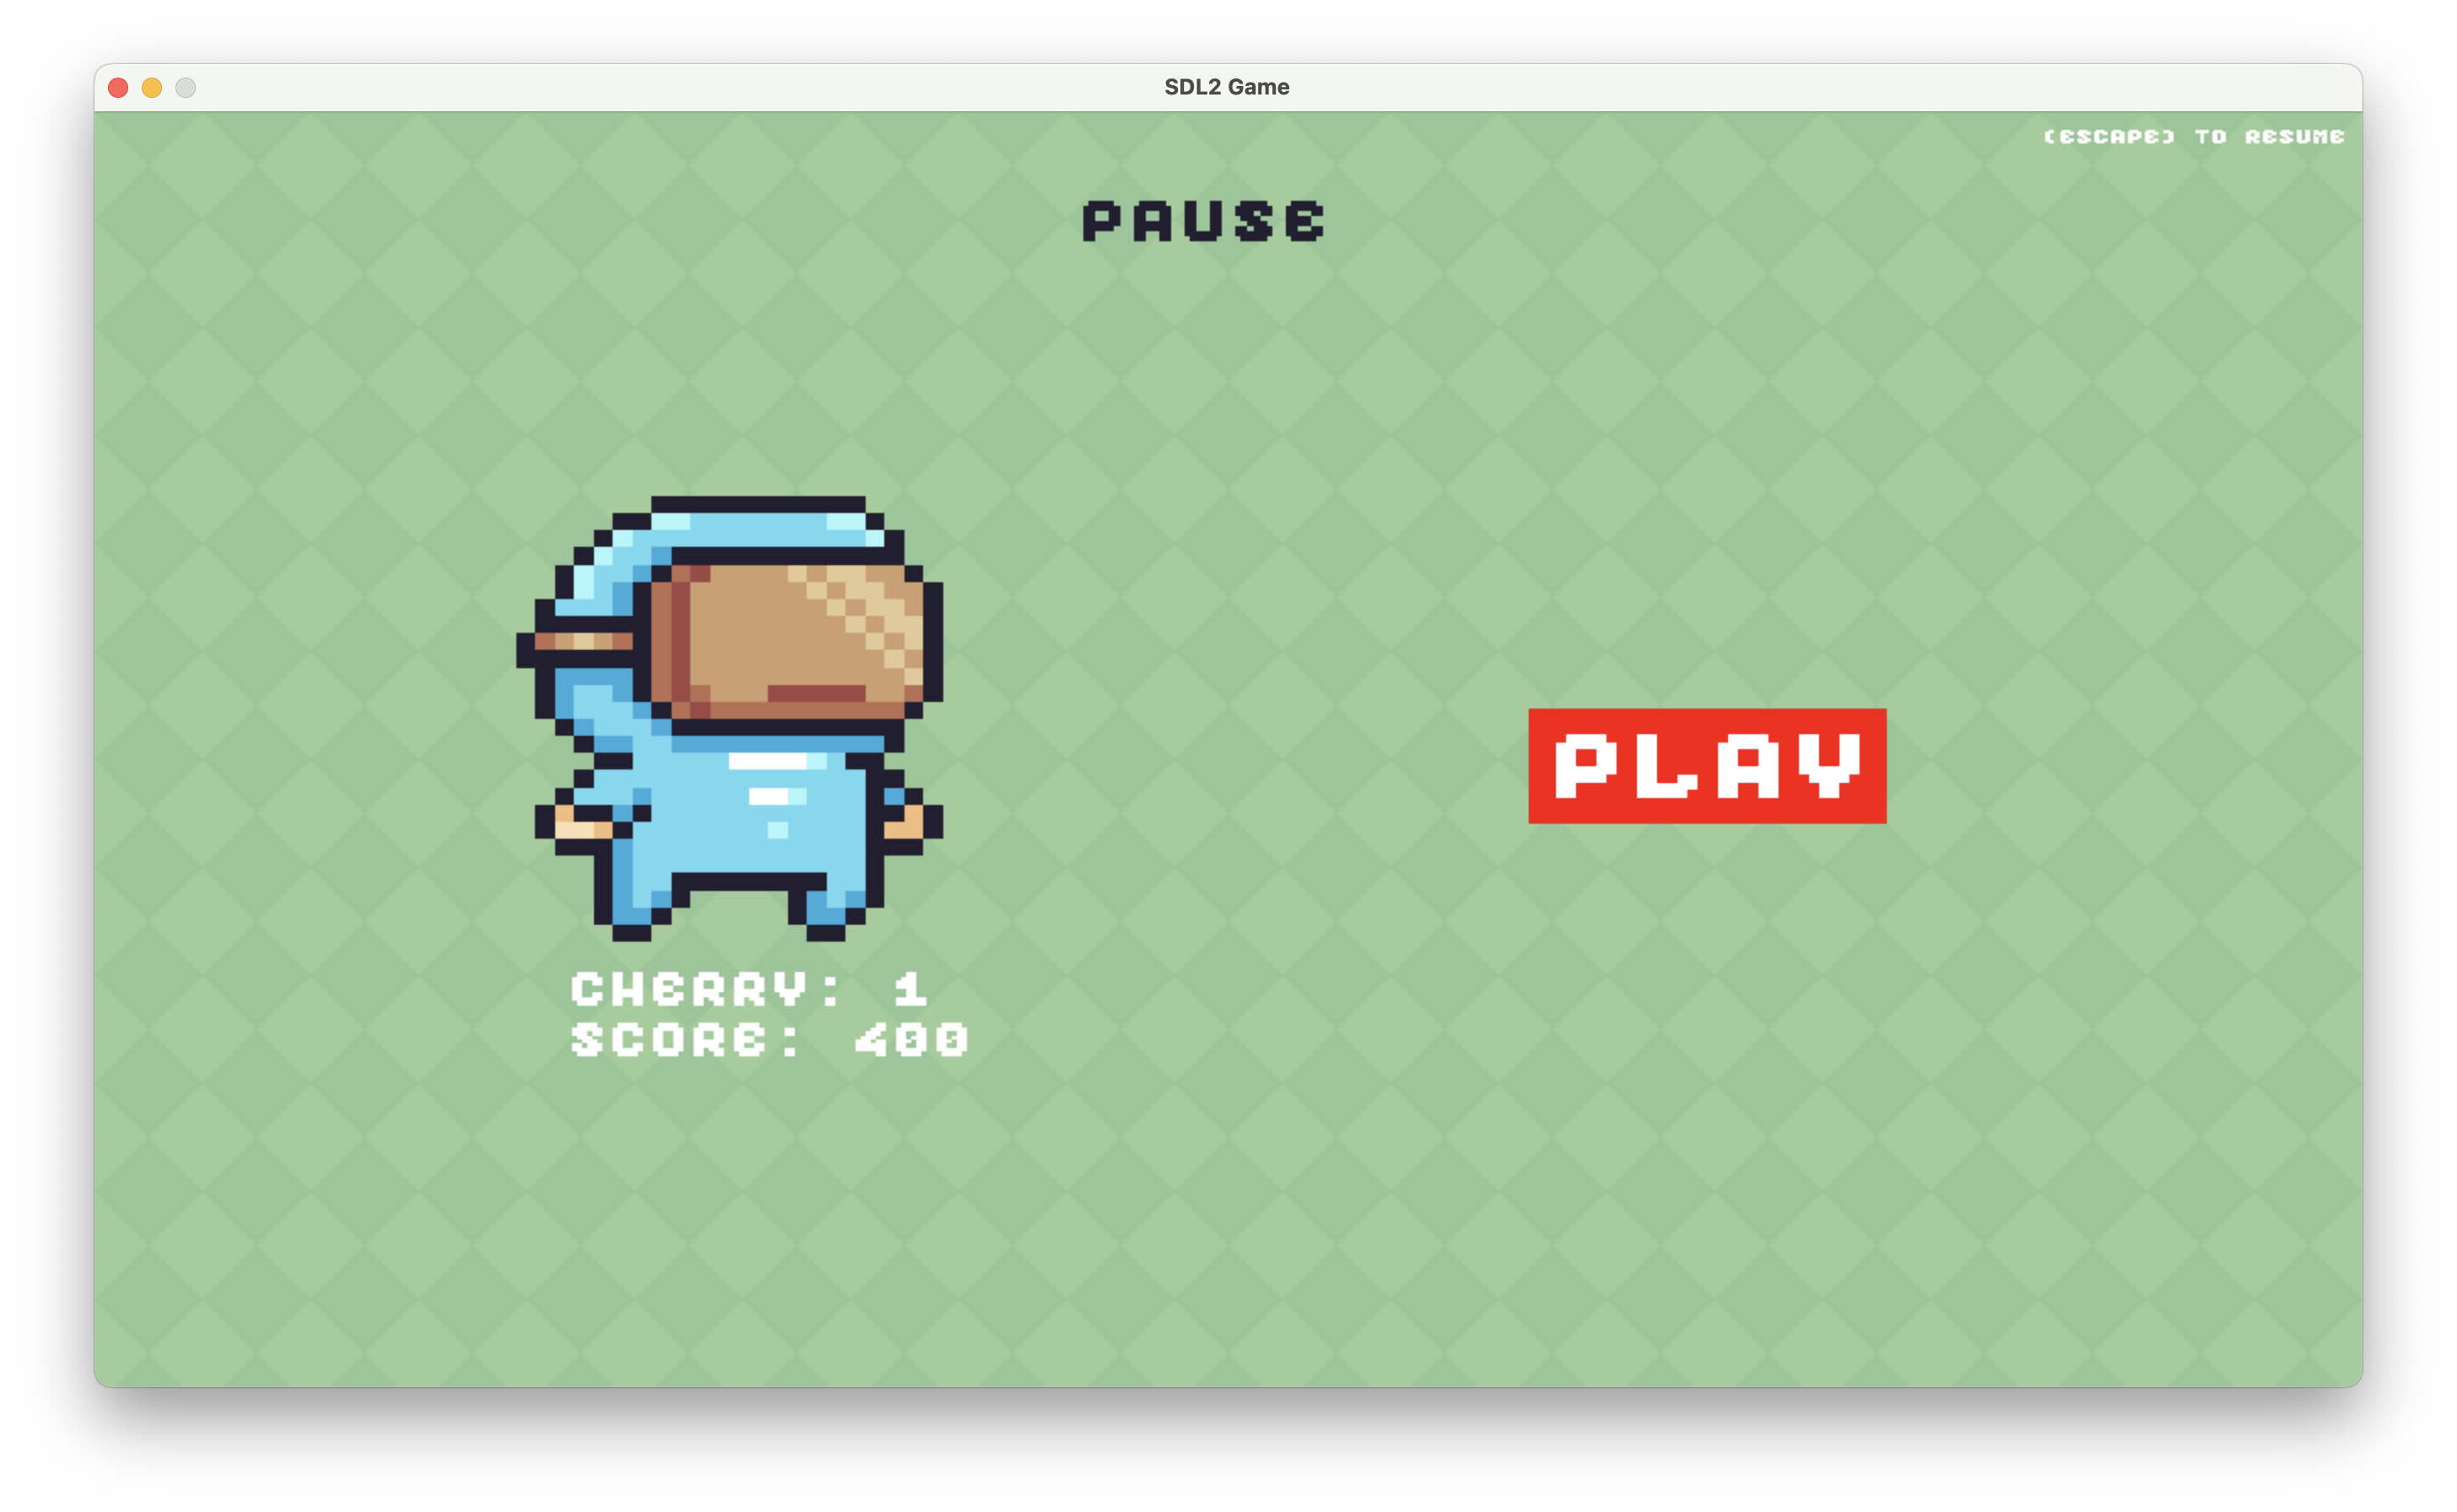 SDL2 Game
(ESCAPE) TO RESUME
PAUSE
PLAY
CHERRY: 1
SCORE: 400